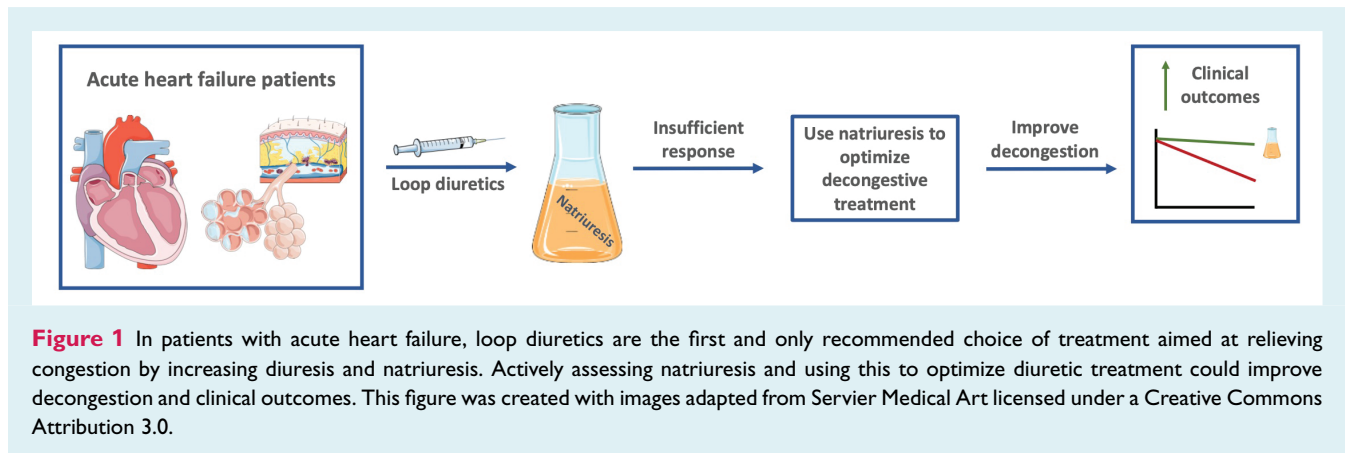 Acute heart failure patients
Loop diuretics
Natriuresis
Insufficient
response
Use natriuresis to
optimize
decongestive
treatment
Improve
decongestion
Clinical
outcomes
Figure 1 In patients with acute heart failure, loop diuretics are the first and only recommended choice of treatment aimed at relieving
congestion by increasing diuresis and natriuresis. Actively assessing natriuresis and using this to optimize diuretic treatment could improve
decongestion and clinical outcomes. This figure was created with images adapted from Servier Medical Art licensed under a Creative Commons
Attribution 3.0.